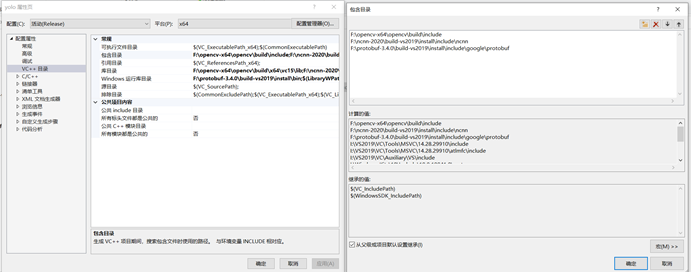 yolo 属性页
配置(C):
活动(Release)
平台(P):
x64
配置管理器(O)...
配置属性
常规
高级
调试
VC++ 目录
C/C++
链接器
清单工具
XML 文档生成器
浏览信息
生成事件
自定义生成步骤
代码分析
常规
可执行文件目录 $(VC_ExecutablePath_x64);$(CommonExecutablePath)
包含目录 F:\opencv-x64\opencv\build\include;F:\ncnn-2020\build
引用目录 $(VC_ReferencesPath_x64);
库目录 F:\opencv-x64\opencv\build\x64\vc15\lib;F:\ncnn-2020\
Windows 运行库目录 F:\protobuf-3.4.0\build-vs2019\install\bin;$(LibraryWPat
源目录 $(VC_SourcePath);
排除目录 $(CommonExcludePath);$(VC_ExecutablePath_x64);$(VC_Li
公共项目内容
公共 include 目录
所有标头文件都是公共的 否
公共 C++ 模块目录
所有模块都是公共的 否
包含目录
生成 VC++ 项目期间，搜索包含文件时使用的路径。 与环境变量 INCLUDE 相对应。
确定
取消
应用(A)
包含目录
F:\opencv-x64\opencv\build\include
F:\ncnn-2020\build-vs2019\install\include\ncnn
F:\protobuf-3.4.0\build-vs2019\install\include\google\protobuf
计算的值:
F:\opencv-x64\opencv\build\include
F:\ncnn-2020\build-vs2019\install\include\ncnn
F:\protobuf-3.4.0\build-vs2019\install\include\google\protobuf
E:\VS2019\VC\Tools\MSVC\14.28.29910\include
E:\VS2019\VC\Tools\MSVC\14.28.29910\atlmfc\include
E:\VS2019\VC\Auxiliary\VS\include
继承的值:
$(VC_IncludePath)
$(WindowsSDK_IncludePath)
从父级或项目默认设置继承(I)
宏(M) >>
确定
取消